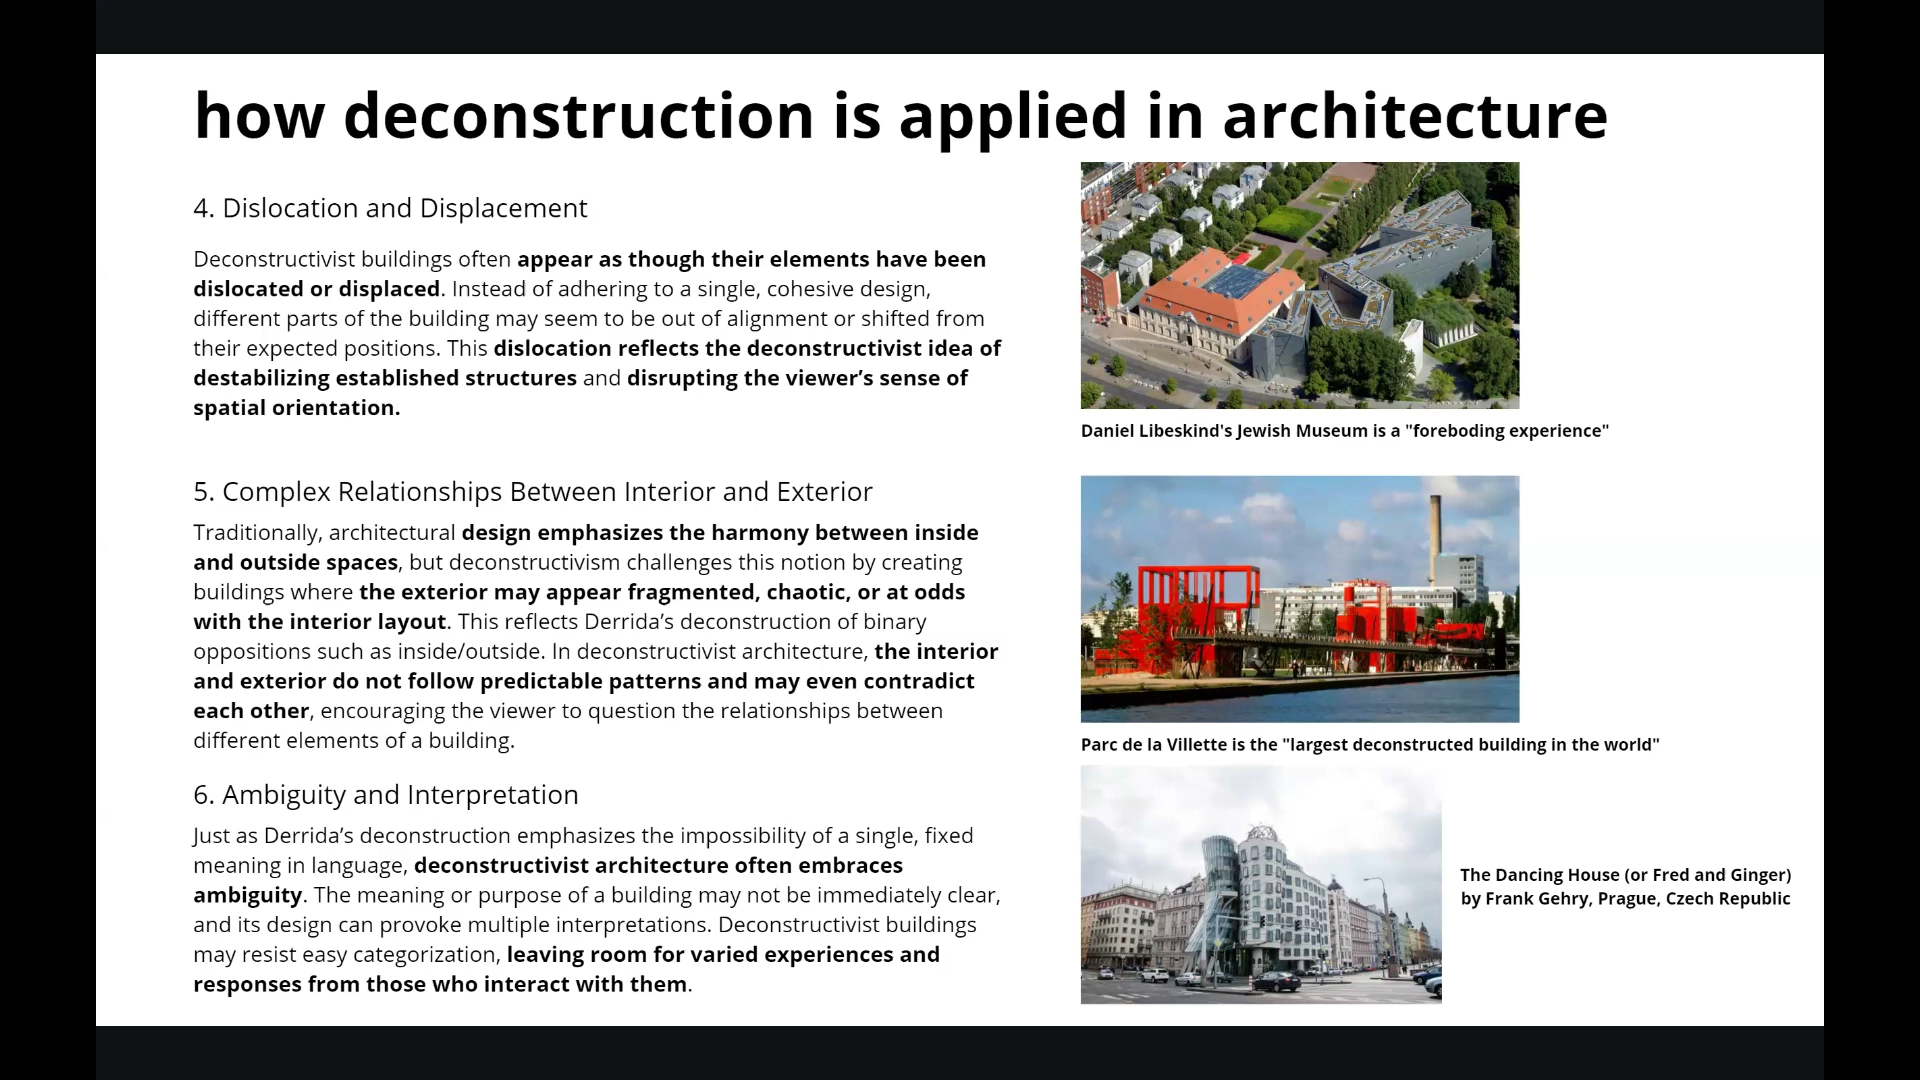 how deconstruction is applied in architecture
4. Dislocation and Displacement
Deconstructivist buildings often appear as though their elements have been
dislocated or displaced. Instead of adhering to a single, cohesive design,
different parts of the building may seem to be out of alignment or shifted from
their expected positions. This dislocation reflects the deconstructivist idea of
destabilizing established structures and disrupting the viewer’s sense of
spatial orientation.
Daniel Libeskind's Jewish Museum is a "foreboding experience"
5. Complex Relationships Between Interior and Exterior
Traditionally, architectural design emphasizes the harmony between inside
and outside spaces, but deconstructivism challenges this notion by creating
buildings where the exterior may appear fragmented, chaotic, or at odds
with the interior layout. This reflects Derrida’s deconstruction of binary
oppositions such as inside/outside. In deconstructivist architecture, the interior
and exterior do not follow predictable patterns and may even contradict
each other, encouraging the viewer to question the relationships between
different elements of a building.
Parc de la Villette is the "largest deconstructed building in the world"
6. Ambiguity and Interpretation
Just as Derrida’s deconstruction emphasizes the impossibility of a single, fixed
meaning in language, deconstructivist architecture often embraces
ambiguity. The meaning or purpose of a building may not be immediately clear,
and its design can provoke multiple interpretations. Deconstructivist buildings
may resist easy categorization, leaving room for varied experiences and
responses from those who interact with them.
The Dancing House (or Fred and Ginger)
by Frank Gehry, Prague, Czech Republic